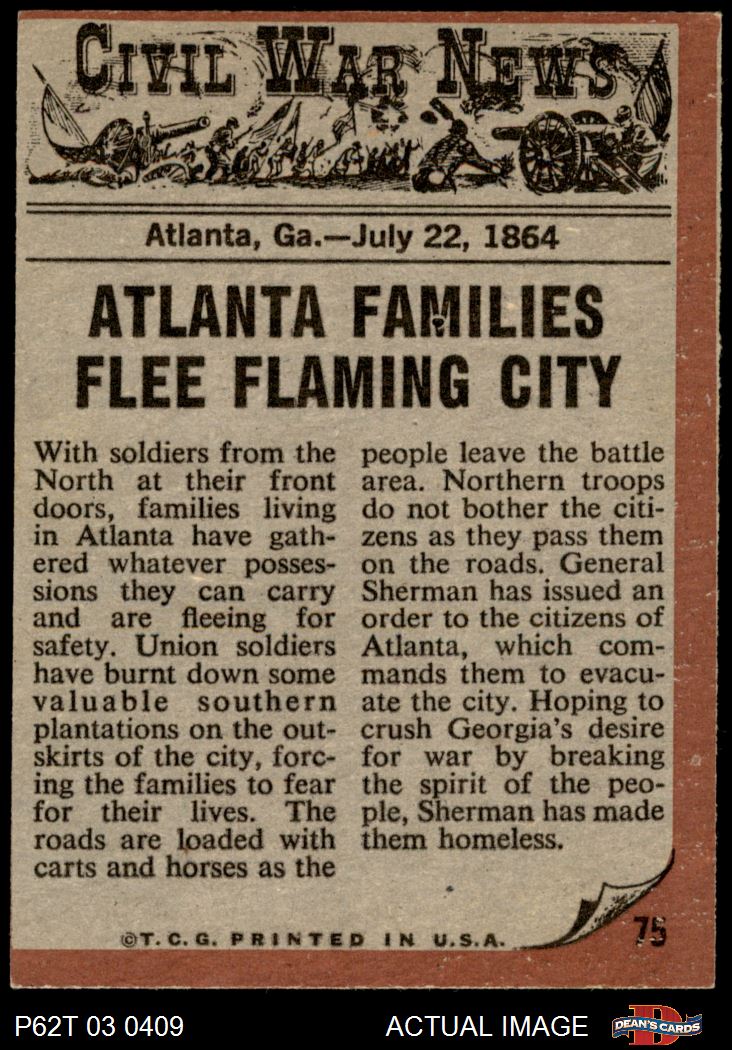 CIVIL WAR NEWS
Atlanta, Ga.—July 22, 1864
ATLANTA FAMILIES
FLEE FLAMING CITY
With soldiers from the
North at their front
doors, families living
in Atlanta have gath-
ered whatever posses-
sions they can carry
and are fleeing for
safety. Union soldiers
have burnt down some
valuable southern
plantations on the out-
skirts of the city, forc-
ing the families to fear
for their lives. The
roads are loaded with
carts and horses as the
people leave the battle
area. Northern troops
do not bother the citi-
zens as they pass them
on the roads. General
Sherman has issued an
order to the citizens of
Atlanta, which com-
mands them to evacu-
ate the city. Hoping to
crush Georgia's desire
for war by breaking
the spirit of the peo-
ple, Sherman has made
them homeless.
©T.C.G. PRINTED IN U.S.A.
75
P62T 03 0409
ACTUAL IMAGE
D
DEAN'S CARDS